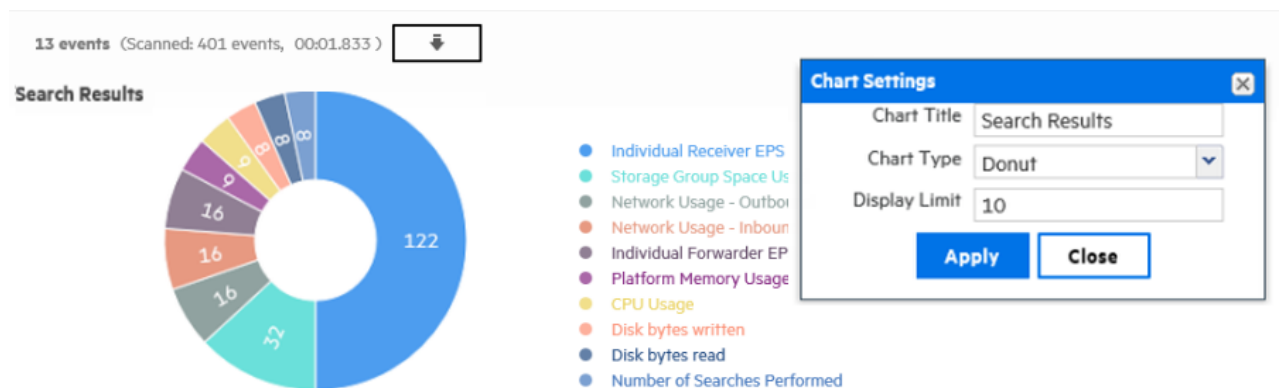 13 events (Scanned: 401 events, 00:01.833 )
Search Results
122
32
16
16
16
9
9
8
8
8
Individual Receiver EPS
Storage Group Space Us
Network Usage - Outbou
Network Usage - Inboun
Individual Forwarder EP
Platform Memory Usage
CPU Usage
Disk bytes written
Disk bytes read
Number of Searches Performed
Chart Settings
Chart Title Search Results
Chart Type Donut
Display Limit 10
Apply Close